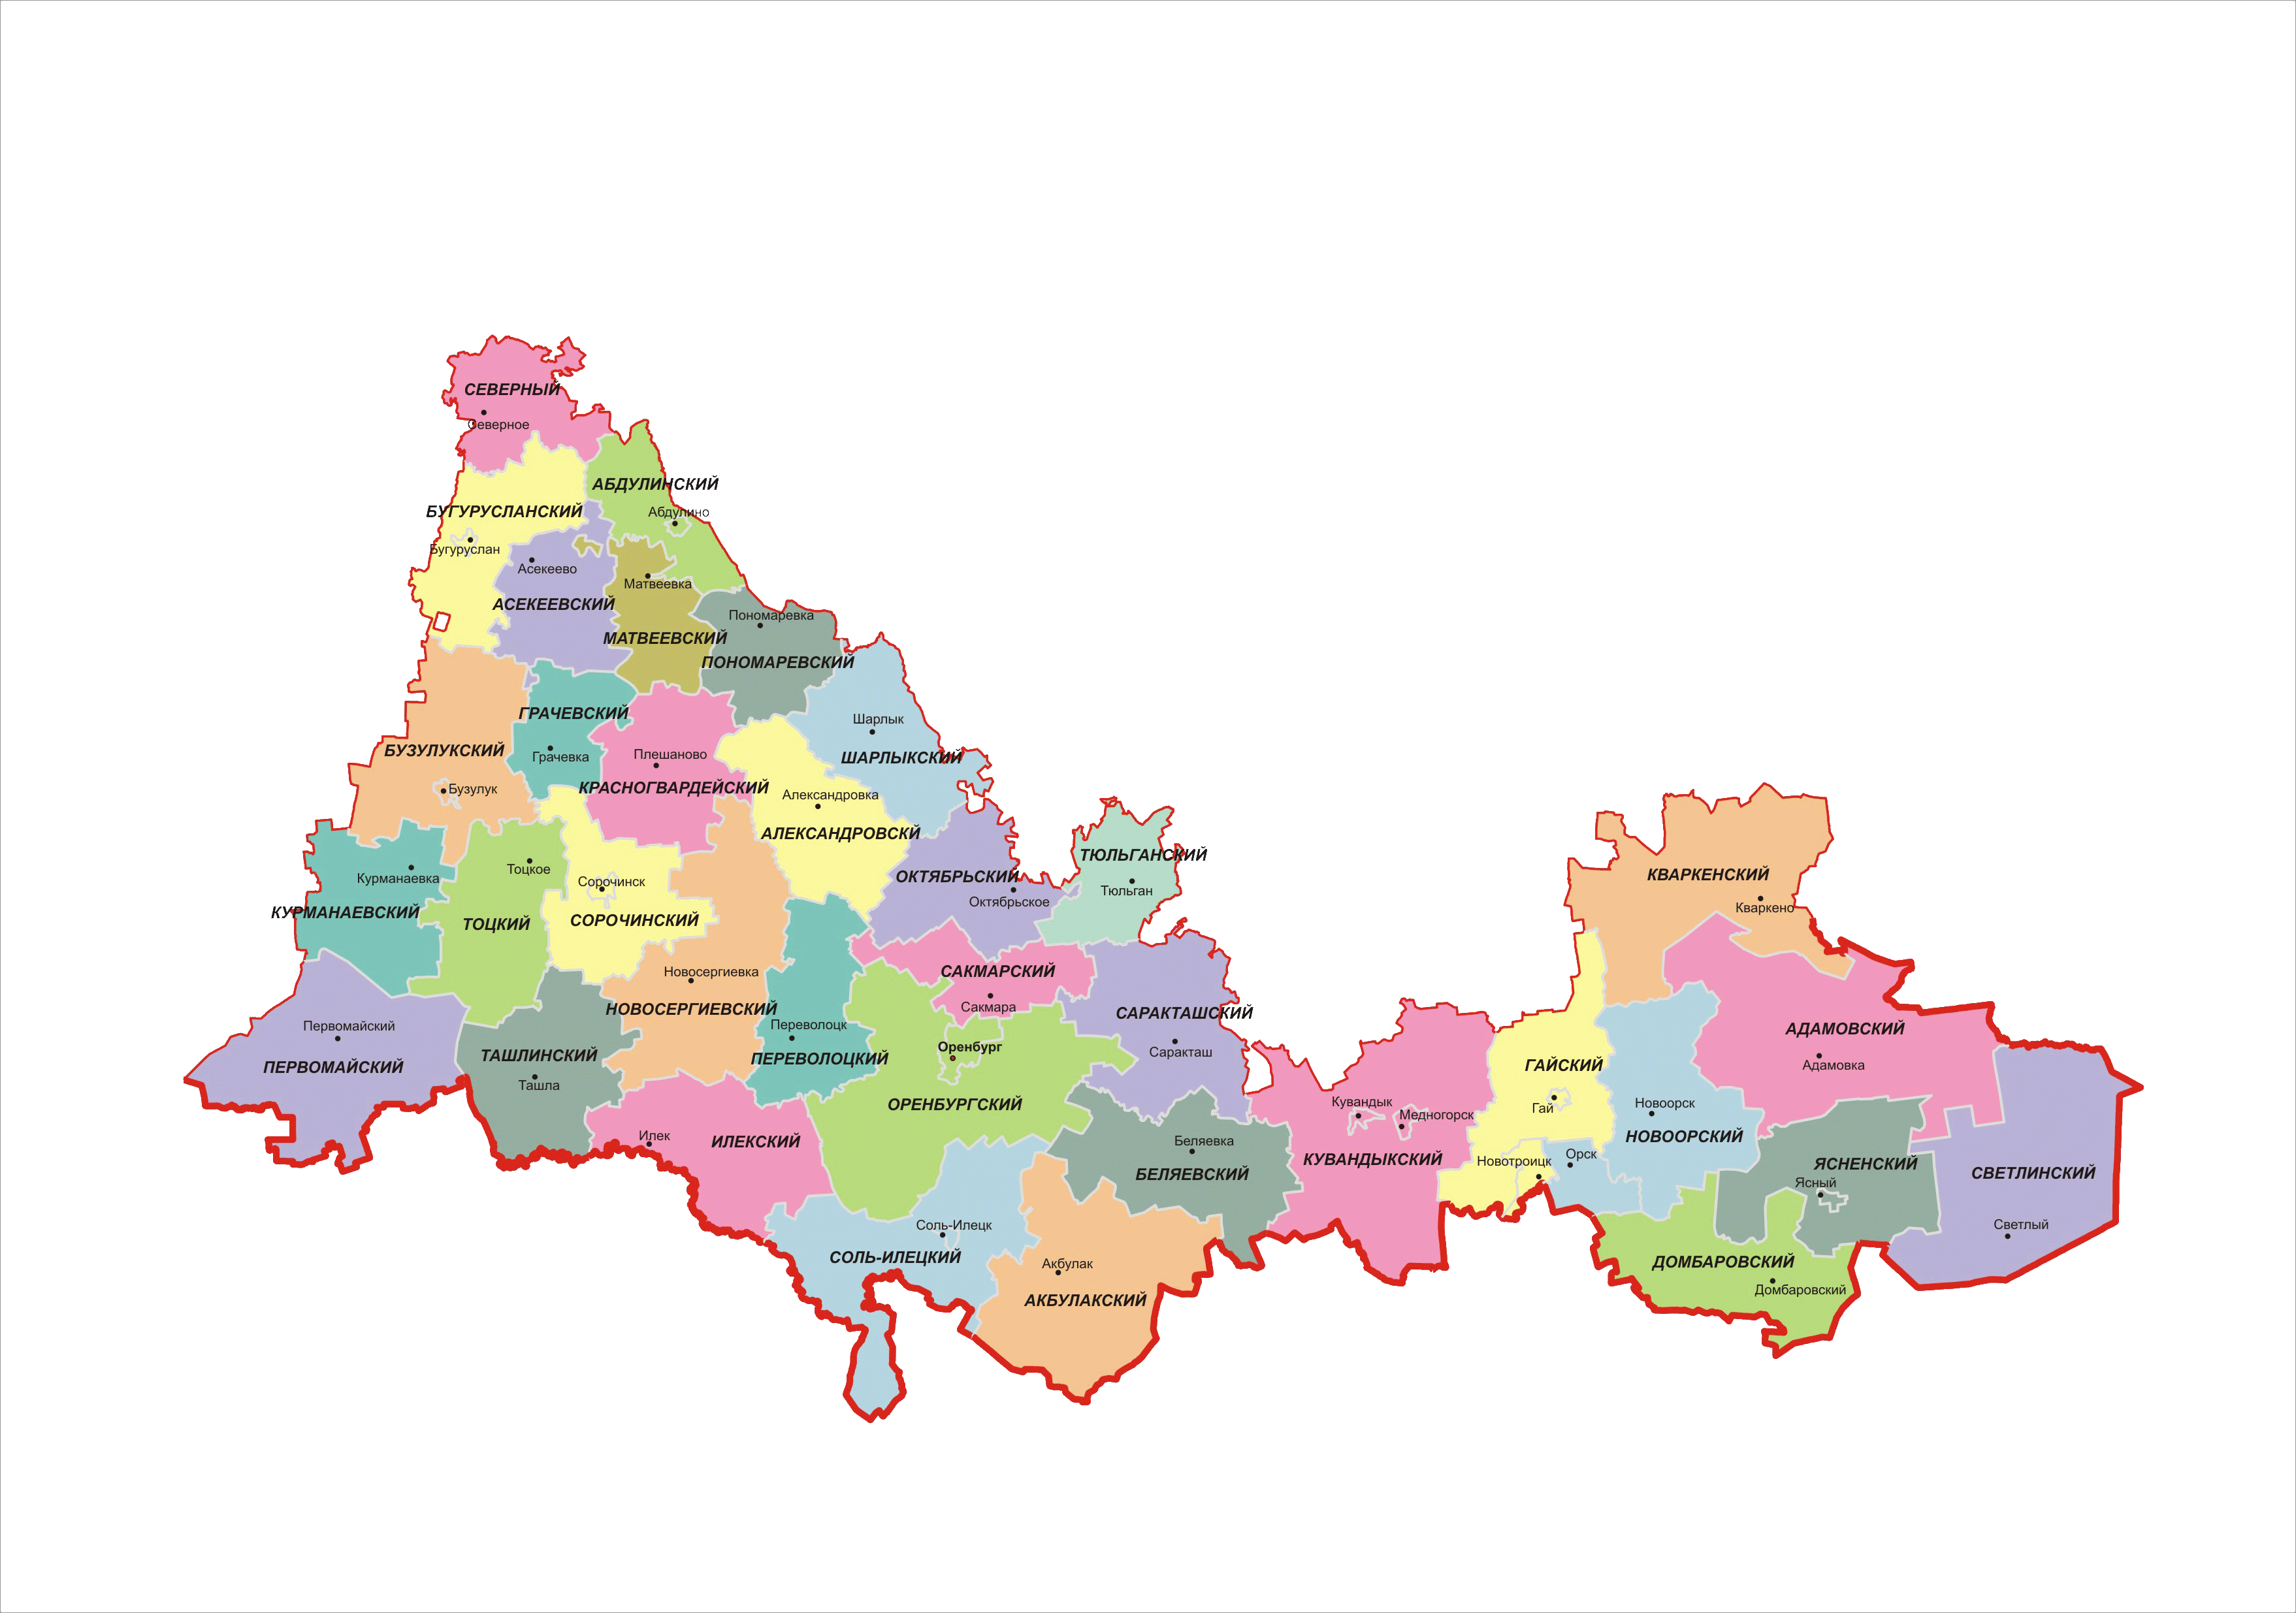 СЕВЕРНЫЙ
Северное
АБДУЛИНСКИЙ
Абдулино
БУГУРУСЛАНСКИЙ
Бугуруслан
Асекеево
АСЕКЕЕВСКИЙ
Матвеевка
МАТВЕЕВСКИЙ
Пономаревка
ПОНОМАРЕВСКИЙ
ГРАЧЕВСКИЙ
Грачевка
БУЗУЛУКСКИЙ
Бузулук
Плешаново
КРАСНОГВАРДЕЙСКИЙ
Шарлык
ШАРЛЫКСКИЙ
Александровка
АЛЕКСАНДРОВСКЙ
Курманаевка
КУРМАНАЕВСКИЙ
Тоцкое
ТОЦКИЙ
Сорочинск
СОРОЧИНСКИЙ
ОКТЯБРЬСКИЙ
Октябрьское
ТЮЛЬГАНСКИЙ
Тюльган
КВАРКЕНСКИЙ
Кваркено
Новосергиевка
НОВОСЕРГИЕВСКИЙ
САКМАРСКИЙ
Сакмара
САРАКТАШСКИЙ
Саракташ
Первомайский
ПЕРВОМАЙСКИЙ
ТАШЛИНСКИЙ
Ташла
Переволоцк
ПЕРЕВОЛОЦКИЙ
Оренбург
ОРЕНБУРГСКИЙ
АДАМОВСКИЙ
Адамовка
ГАЙСКИЙ
Гай
Новоорск
НОВООРСКИЙ
Кувандык
Медногорск
КУВАНДЫКСКИЙ
Илек
ИЛЕКСКИЙ
Беляевка
БЕЛЯЕВСКИЙ
Новотроицк
Орск
ЯСНЕНСКИЙ
Ясный
СВЕТЛИНСКИЙ
Светлый
Соль-Илецк
СОЛЬ-ИЛЕЦКИЙ
Акбулак
АКБУЛАКСКИЙ
ДОМБАРОВСКИЙ
Домбаровский